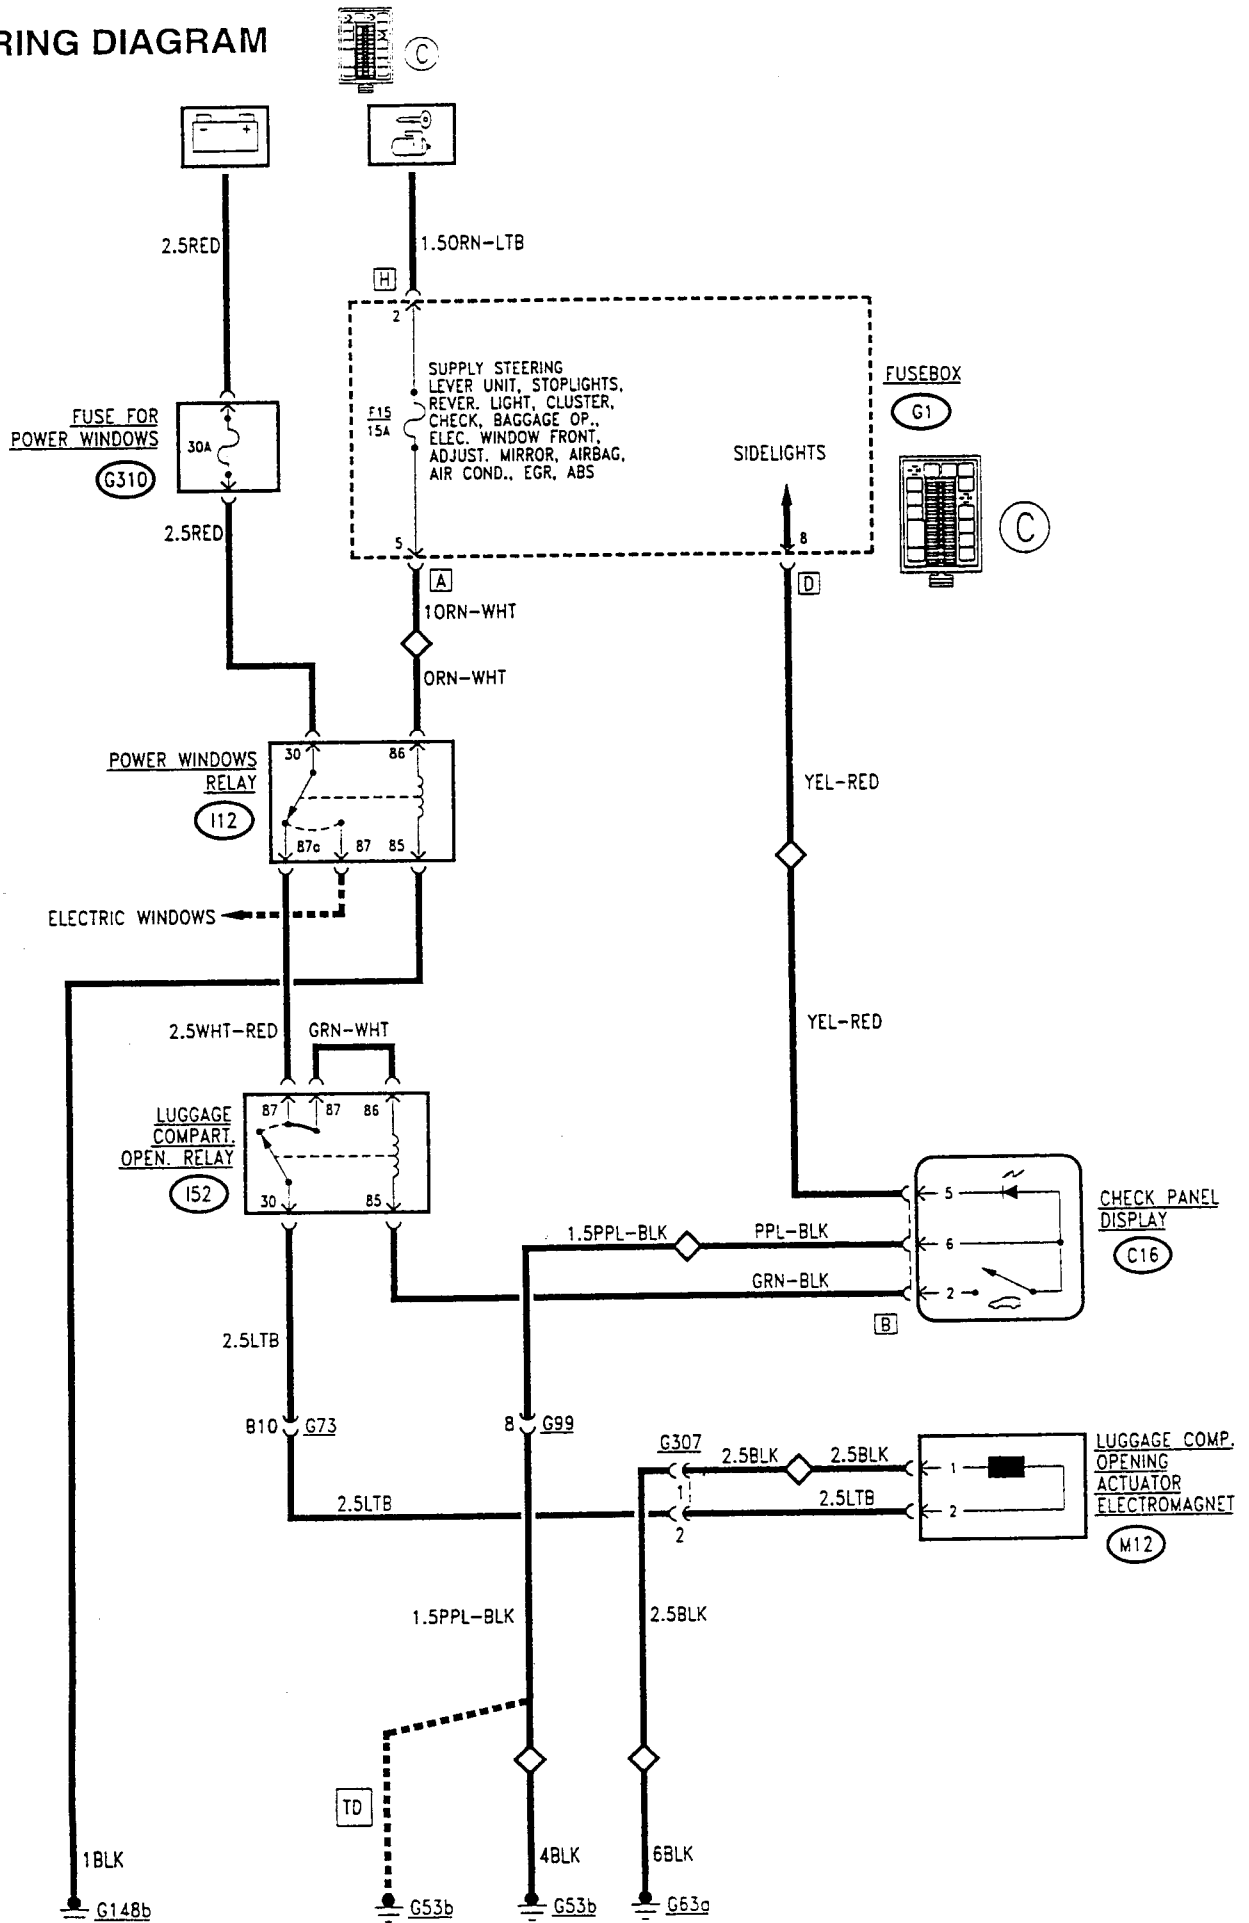 RING DIAGRAM
C
- +
2.5RED
1.5ORN-LTB
H
2
SUPPLY STEERING
LEVER UNIT, STOPLIGHTS,
REVER. LIGHT, CLUSTER,
CHECK, BAGGAGE OP.,
ELEC. WINDOW FRONT,
ADJUST. MIRROR, AIRBAG,
AIR COND., EGR, ABS
F15
15A
FUSEBOX
G1
SIDELIGHTS
C
FUSE FOR
POWER WINDOWS
G310
30A
2.5RED
5
A
8
D
1ORN-WHT
ORN-WHT
POWER WINDOWS
RELAY
I12
30
86
87a
87
85
YEL-RED
ELECTRIC WINDOWS
YEL-RED
2.5WHT-RED
GRN-WHT
LUGGAGE
COMPART.
OPEN. RELAY
I52
87
87
86
30
85
5
6
2
CHECK PANEL
DISPLAY
C16
1.5PPL-BLK
PPL-BLK
GRN-BLK
B
2.5LTB
B10 G73
8 G99
G307
2.5BLK
2.5BLK
1
1
2.5LTB
2.5LTB
2
2
LUGGAGE COMP.
OPENING
ACTUATOR
ELECTROMAGNET
M12
1.5PPL-BLK
2.5BLK
TD
1BLK
4BLK
6BLK
G148b
G53b
G53b
G63a